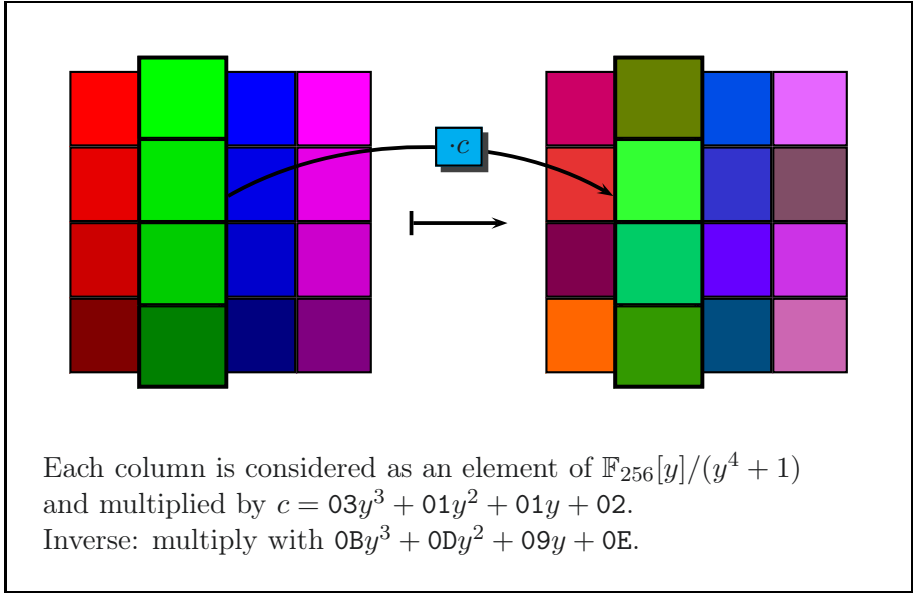 ·c
Each column is considered as an element of 𝔽₂₅₆[y]/(y⁴ + 1)
and multiplied by c = 03y³ + 01y² + 01y + 02.
Inverse: multiply with 0By³ + 0Dy² + 09y + 0E.